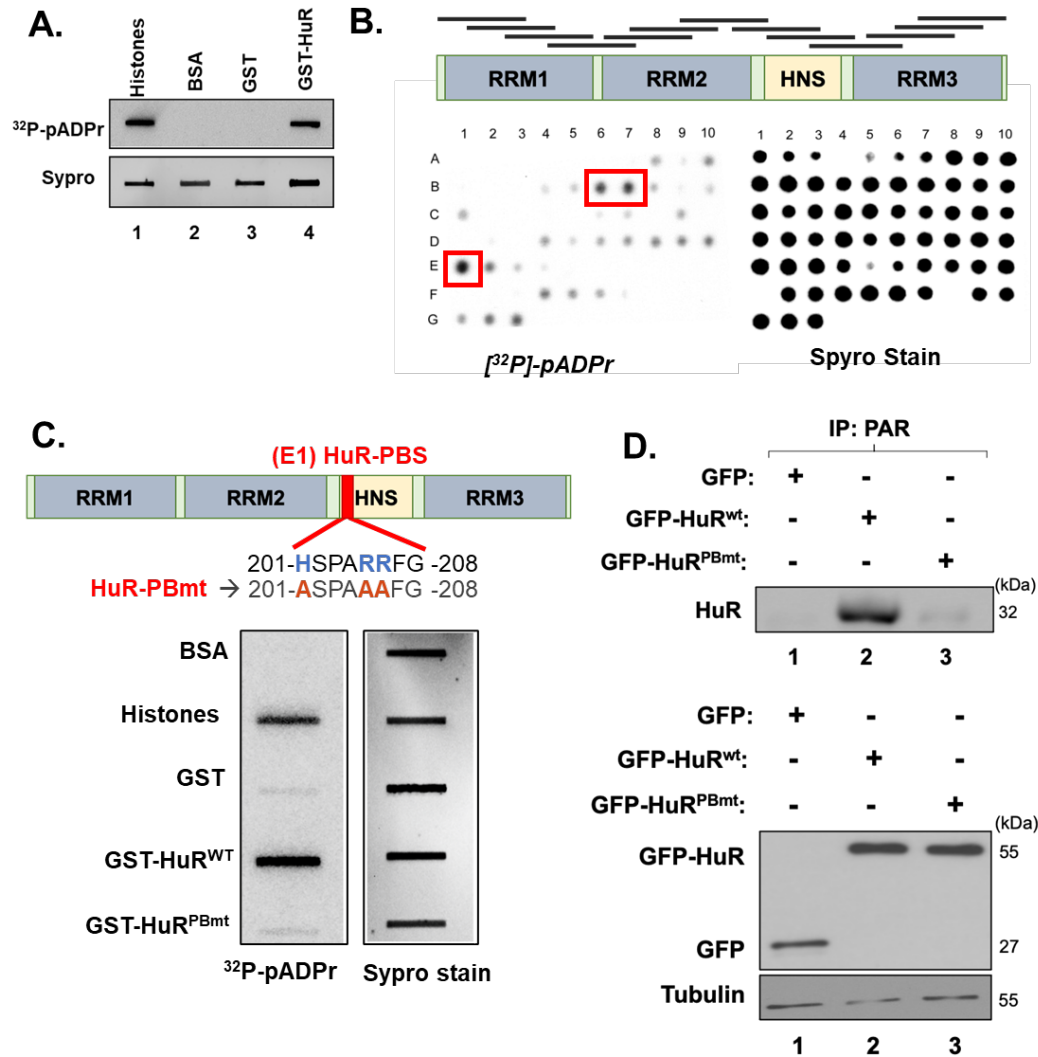 A.
Histones
BSA
GST
GST-HuR
³²P-pADPr
Sypro
1 2 3 4
B.
RRM1 RRM2 HNS RRM3
1 2 3 4 5 6 7 8 9 10
1 2 3 4 5 6 7 8 9 10
A
B
C
D
E
F
G
[³²P]-pADPr
Spyro Stain
C.
(E1) HuR-PBS
RRM1 RRM2 HNS RRM3
201-HSPARRFG -208
HuR-PBmt → 201-ASPAAAFG -208
BSA
Histones
GST
GST-HuRᵂᵀ
GST-HuRᴾᴮᵐᵗ
³²P-pADPr Sypro stain
D.
IP: PAR
GFP: + - -
GFP-HuRʷᵗ: - + -
GFP-HuRᴾᴮᵐᵗ: - - +
(kDa)
HuR 32
1 2 3
GFP: + - -
GFP-HuRʷᵗ: - + -
GFP-HuRᴾᴮᵐᵗ: - - +
(kDa)
GFP-HuR 55
GFP 27
Tubulin 55
1 2 3